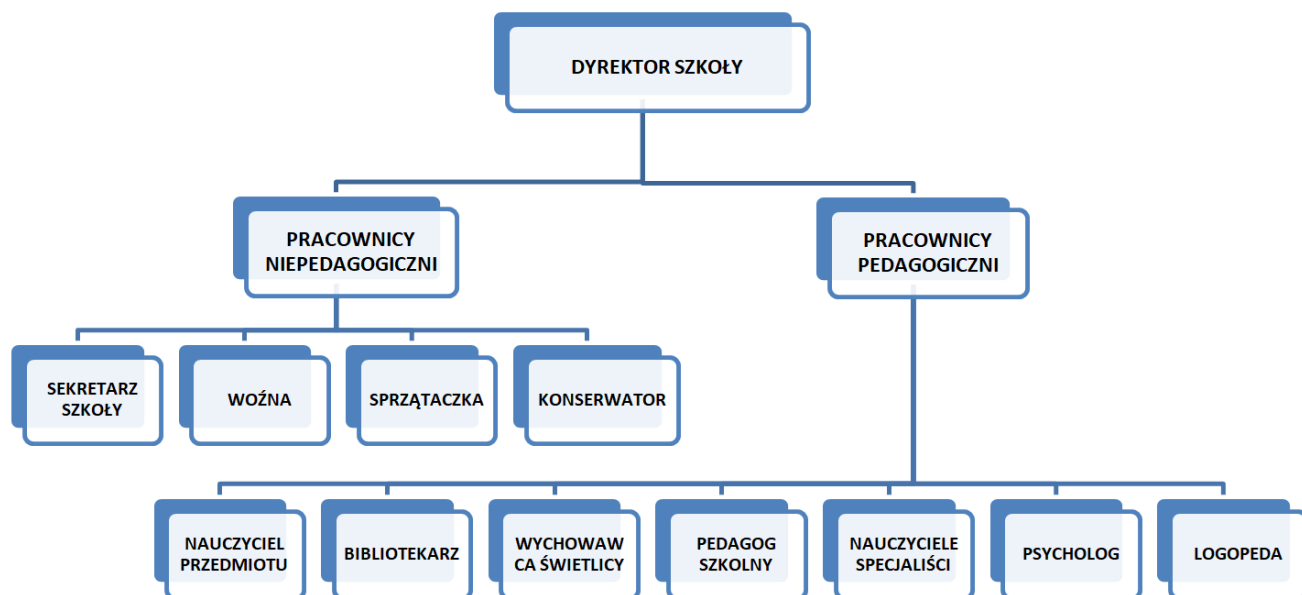 DYREKTOR SZKOŁY
PRACOWNICY
NIEPEDAGOGICZNI
PRACOWNICY
PEDAGOGICZNI
SEKRETARZ
SZKOŁY
WOŹNA
SPRZĄTACZKA
KONSERWATOR
NAUCZYCIEL
PRZEDMIOTU
BIBLIOTEKARZ
WYCHOWAW
CA ŚWIETLICY
PEDAGOG
SZKOLNY
NAUCZYCIELE
SPECJALIŚCI
PSYCHOLOG
LOGOPEDA